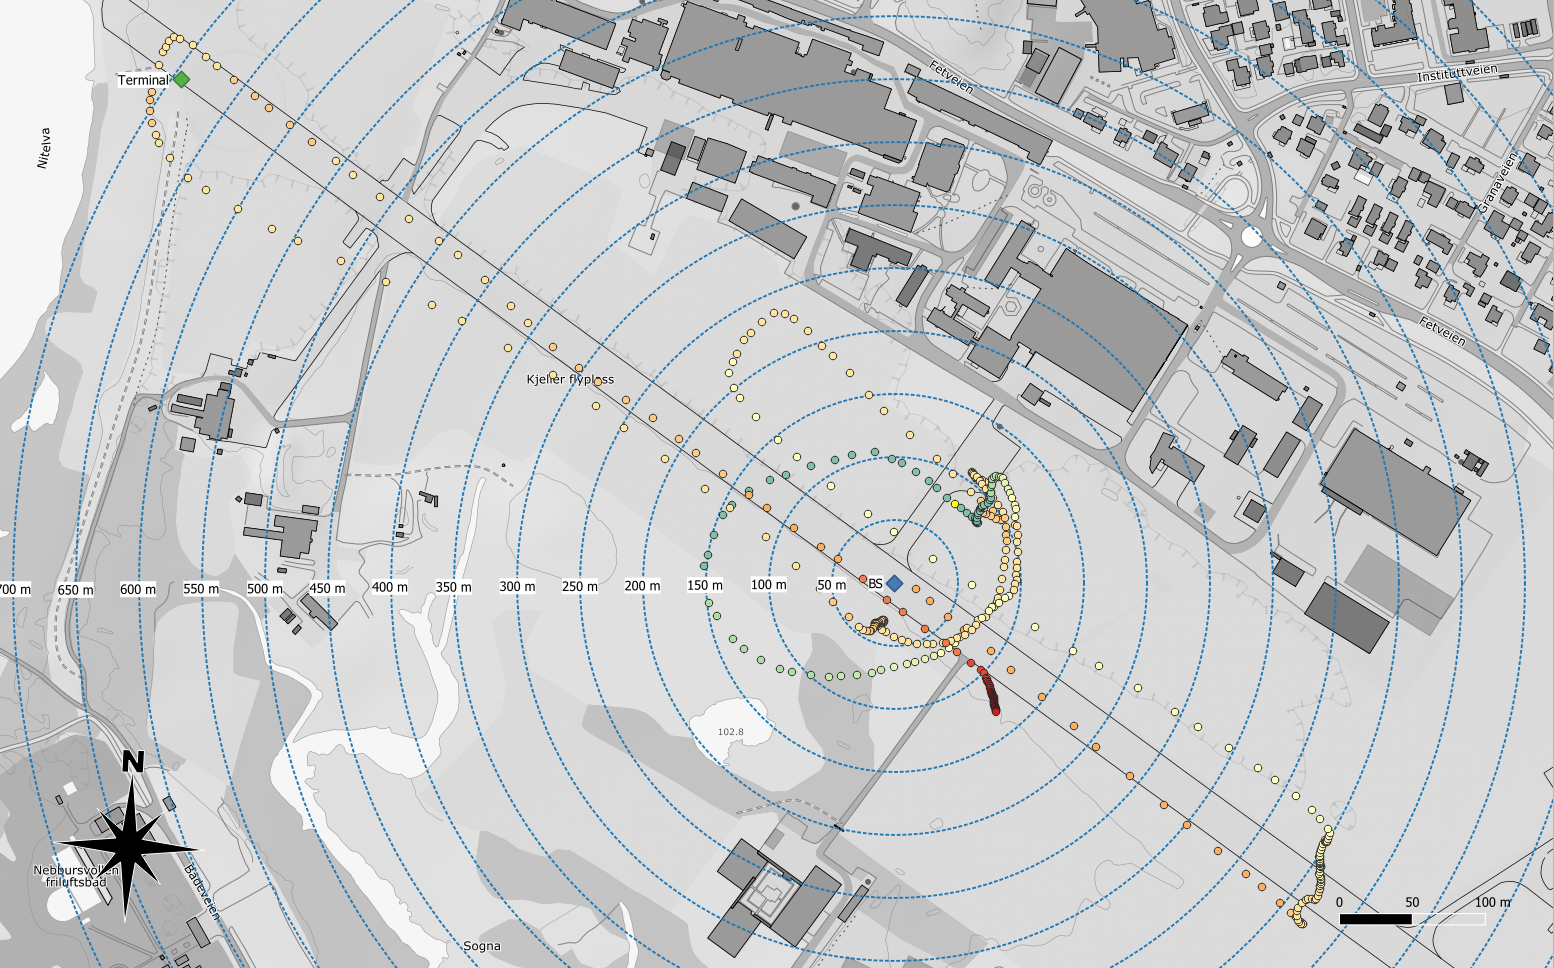 Fetveien
Instituttveien
Terminal
Nitelva
Granaveien
Fetveien
Kjeller flyplass
700 m
650 m
600 m
550 m
500 m
450 m
400 m
350 m
300 m
250 m
200 m
150 m
100 m
50 m
BS
102.8
N
Nebbursvollen
friluftsbad
Badeveien
Sogna
0
50
100 m